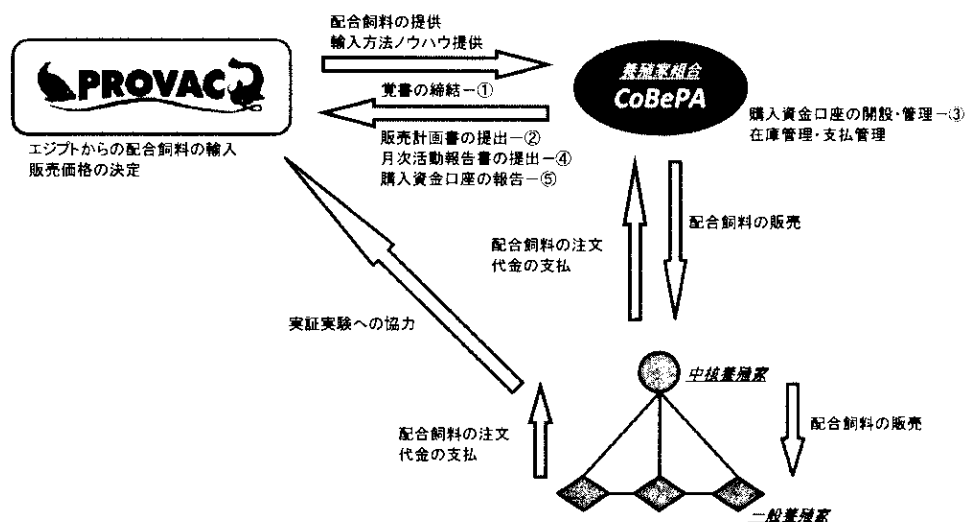 配合飼料の提供
輸入方法ノウハウ提供
PROVAC
養殖家組合
CoBePA
覚書の締結－①
販売計画書の提出－②
月次活動報告書の提出－④
購入資金口座の報告－⑤
購入資金口座の開設・管理－③
在庫管理・支払管理
エジプトからの配合飼料の輸入
販売価格の決定
配合飼料の注文
代金の支払
配合飼料の販売
実証実験への協力
中核養殖家
配合飼料の注文
代金の支払
配合飼料の販売
一般養殖家